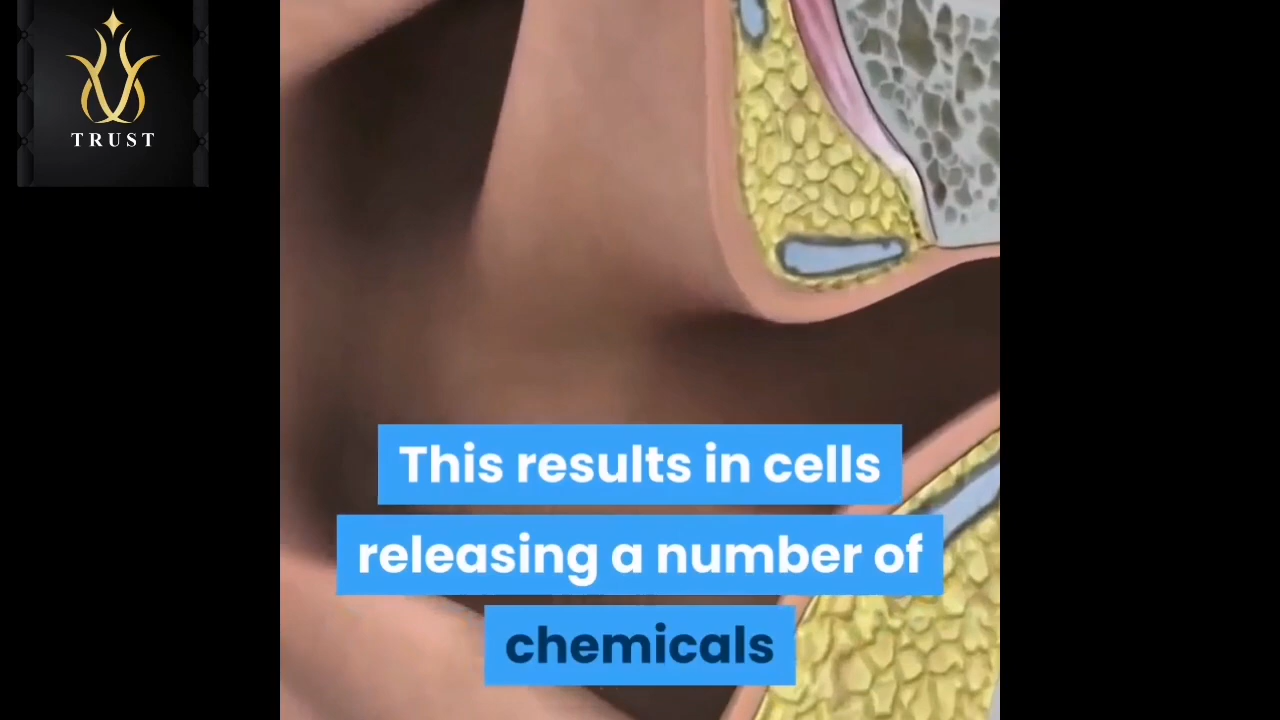 TRUST
This results in cells
releasing a number of
chemicals